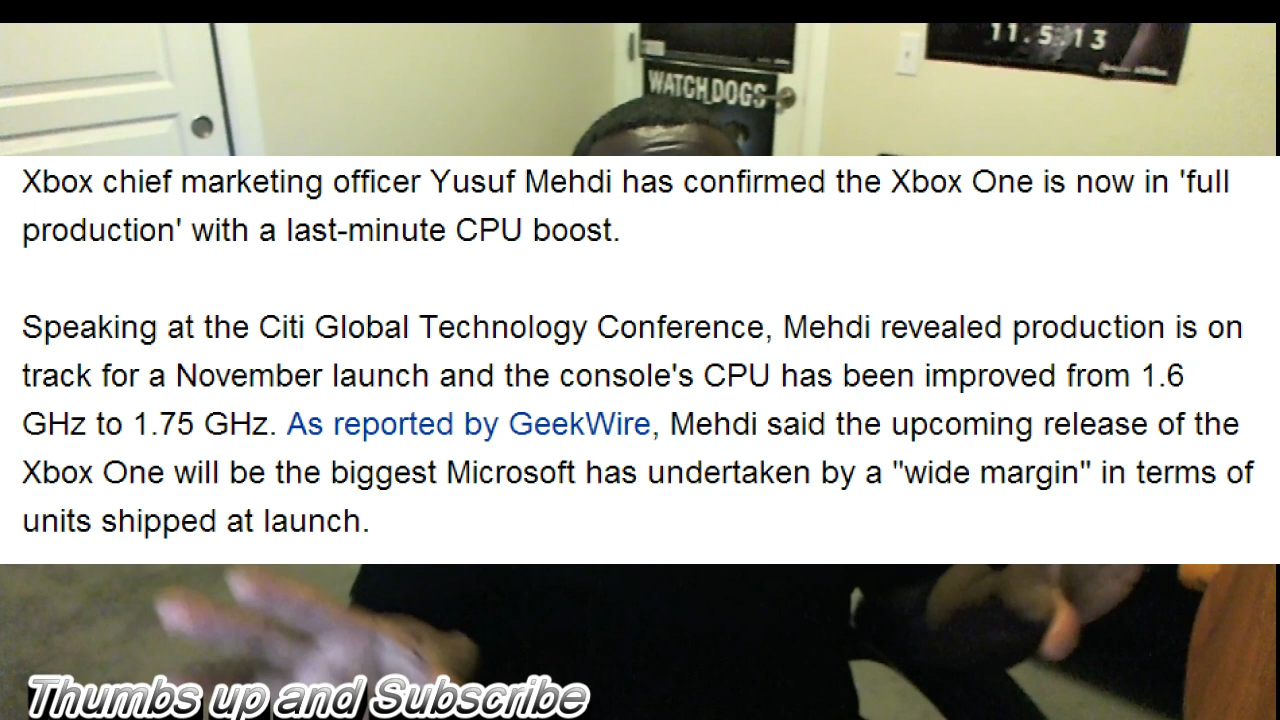 11.5.13
WATCH DOGS
Xbox chief marketing officer Yusuf Mehdi has confirmed the Xbox One is now in 'full
production' with a last-minute CPU boost.
Speaking at the Citi Global Technology Conference, Mehdi revealed production is on
track for a November launch and the console's CPU has been improved from 1.6
GHz to 1.75 GHz. As reported by GeekWire, Mehdi said the upcoming release of the
Xbox One will be the biggest Microsoft has undertaken by a "wide margin" in terms of
units shipped at launch.
Thumbs up and Subscribe